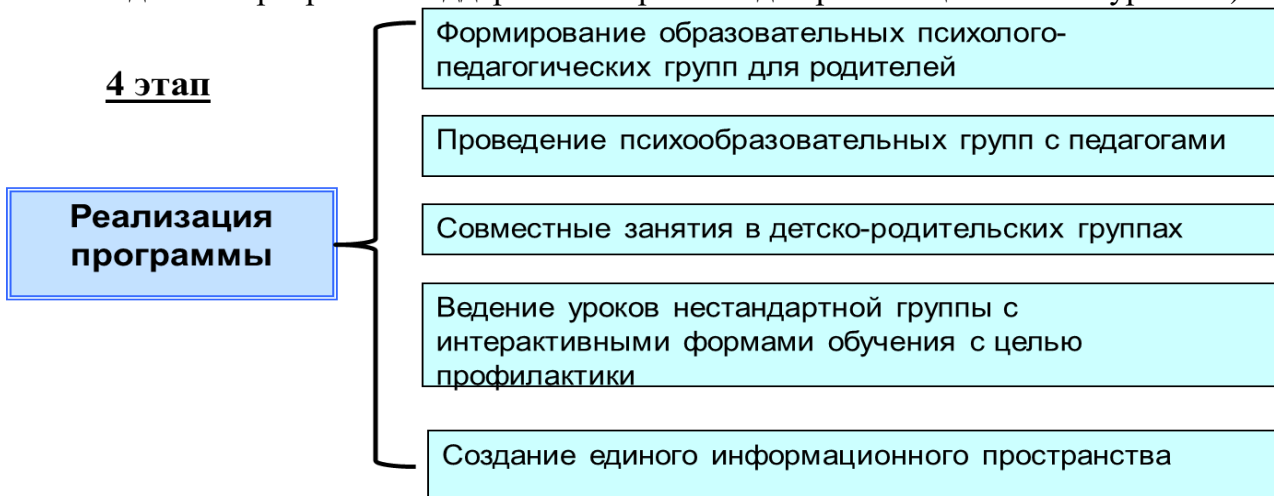 Формирование образовательных психолого-
педагогических групп для родителей
4 этап
Проведение психообразовательных групп с педагогами
Реализация
программы
Совместные занятия в детско-родительских группах
Ведение уроков нестандартной группы с
интерактивными формами обучения с целью
профилактики
Создание единого информационного пространства